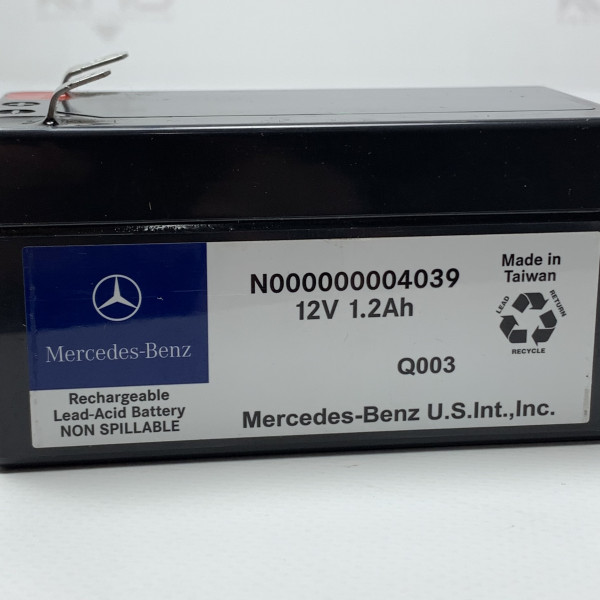 Mercedes-Benz
Rechargeable
Lead-Acid Battery
NON SPILLABLE
N000000004039
12V 1.2Ah
Q003
Mercedes-Benz U.S.Int.,Inc.
Made in
Taiwan
LEAD RETURN
RECYCLE